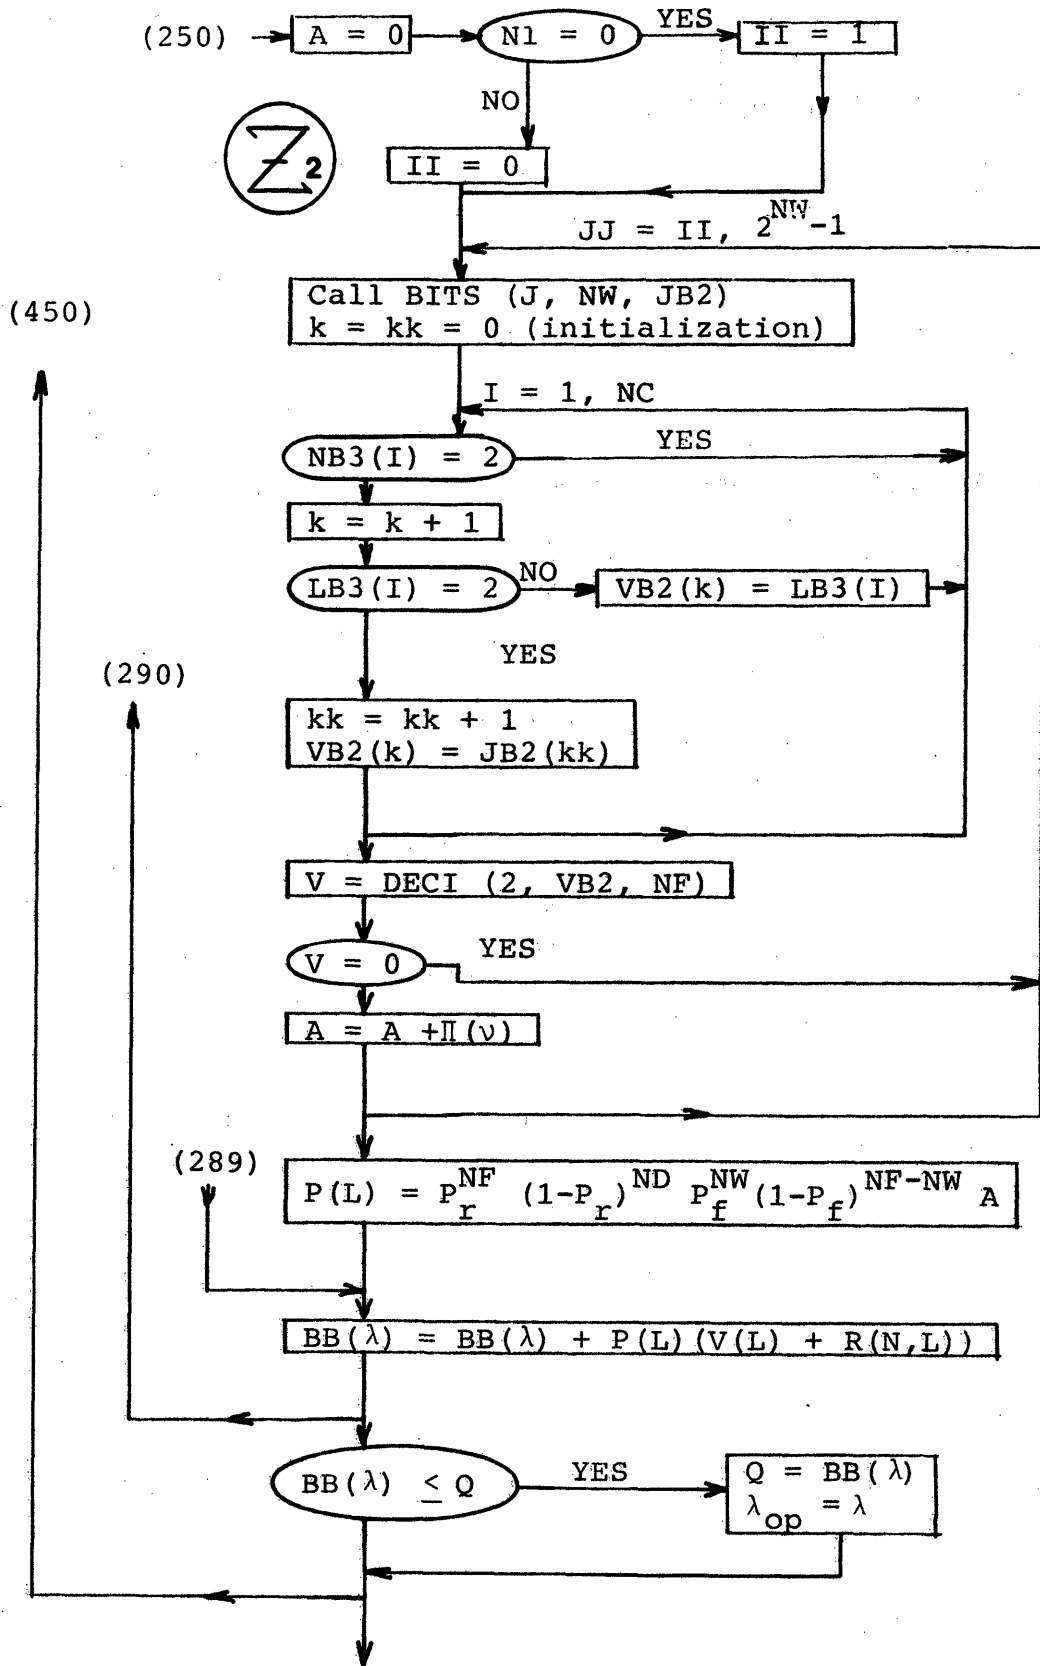 (250) A = 0 N1 = 0 YES II = 1
NO
Z2
II = 0
JJ = II, 2^NW-1
Call BITS (J, NW, JB2)
k = kk = 0 (initialization)
(450)
I = 1, NC
NB3(I) = 2 YES
k = k + 1
LB3(I) = 2 NO VB2(k) = LB3(I)
YES
(290)
kk = kk + 1
VB2(k) = JB2(kk)
V = DECI (2, VB2, NF)
V = 0 YES
A = A +Π(ν)
(289)
P(L) = P_r^NF (1-P_r)^ND P_f^NW (1-P_f)^NF-NW A
BB(λ) = BB(λ) + P(L)(V(L) + R(N,L))
BB(λ) ≤ Q YES
Q = BB(λ)
λ_op = λ